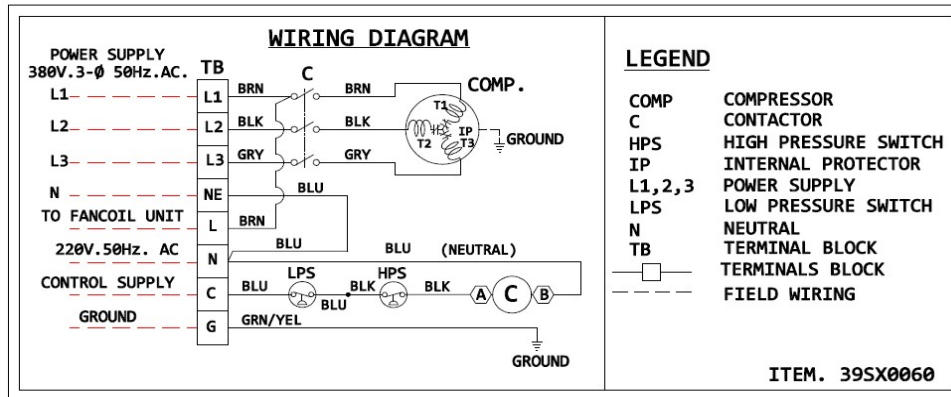 WIRING DIAGRAM
POWER SUPPLY
380V.3-Ø 50Hz.AC.
TB
C
L1
L1
BRN
BRN
COMP.
T1
L2
L2
BLK
BLK
T2
IP
T3
GROUND
L3
L3
GRY
GRY
N
NE
BLU
TO FANCOIL UNIT
L
BRN
220V.50Hz. AC
N
BLU
BLU
(NEUTRAL)
CONTROL SUPPLY
C
BLU
LPS
BLU
BLK
HPS
BLK
A
C
B
GROUND
G
GRN/YEL
GROUND
LEGEND
COMP COMPRESSOR
C CONTACTOR
HPS HIGH PRESSURE SWITCH
IP INTERNAL PROTECTOR
L1,2,3 POWER SUPPLY
LPS LOW PRESSURE SWITCH
N NEUTRAL
TB TERMINAL BLOCK
TERMINALS BLOCK
FIELD WIRING
ITEM. 39SX0060